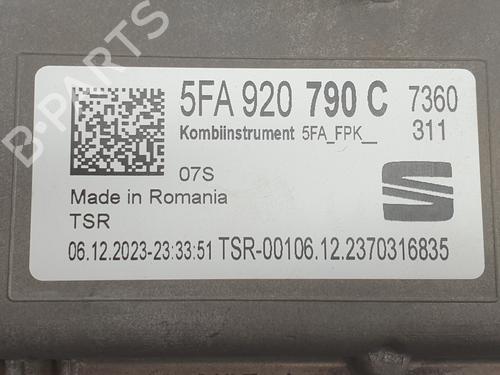 B-PARTS
5FA 920 790 C 7360
Kombiinstrument 5FA_FPK__ 311
07S
Made in Romania
TSR
06.12.2023-23:33:51 TSR-00106.12.2370316835